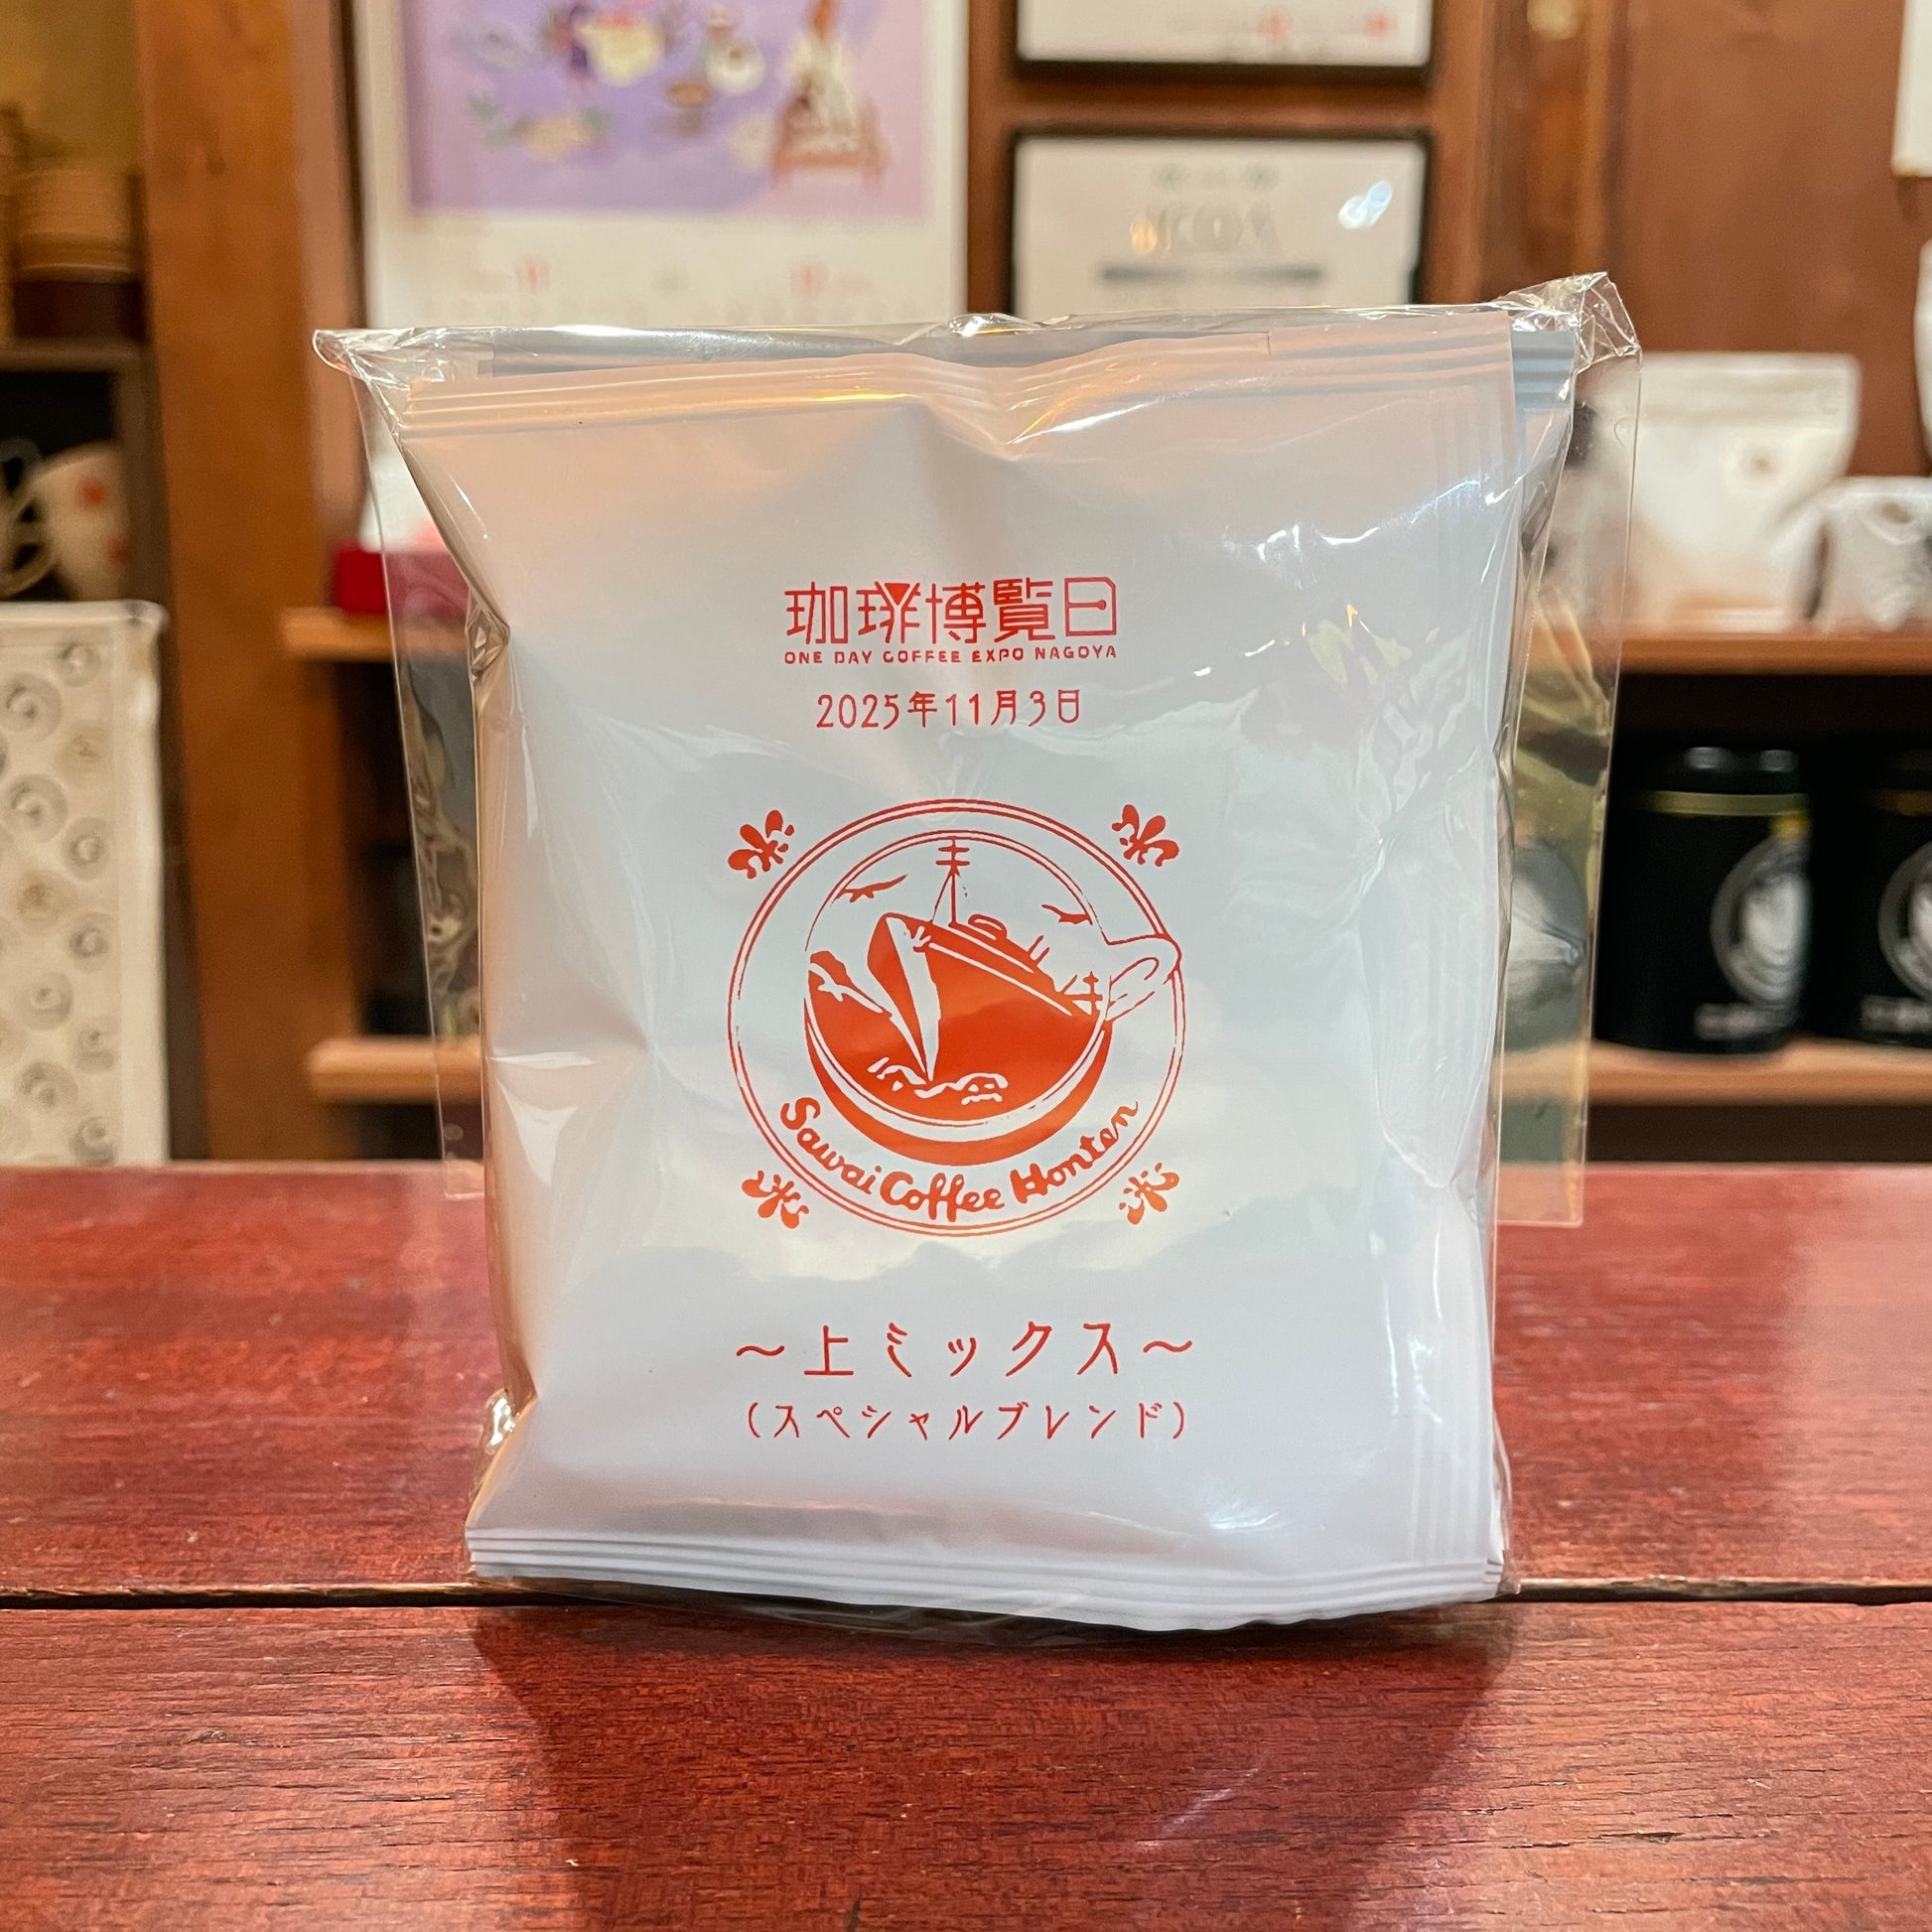 珈琲博覧日
ONE DAY COFFEE EXPO NAGOYA
2025年11月3日
Sawai Coffee Honten
～上ミックス～
(スペシャルブレンド)